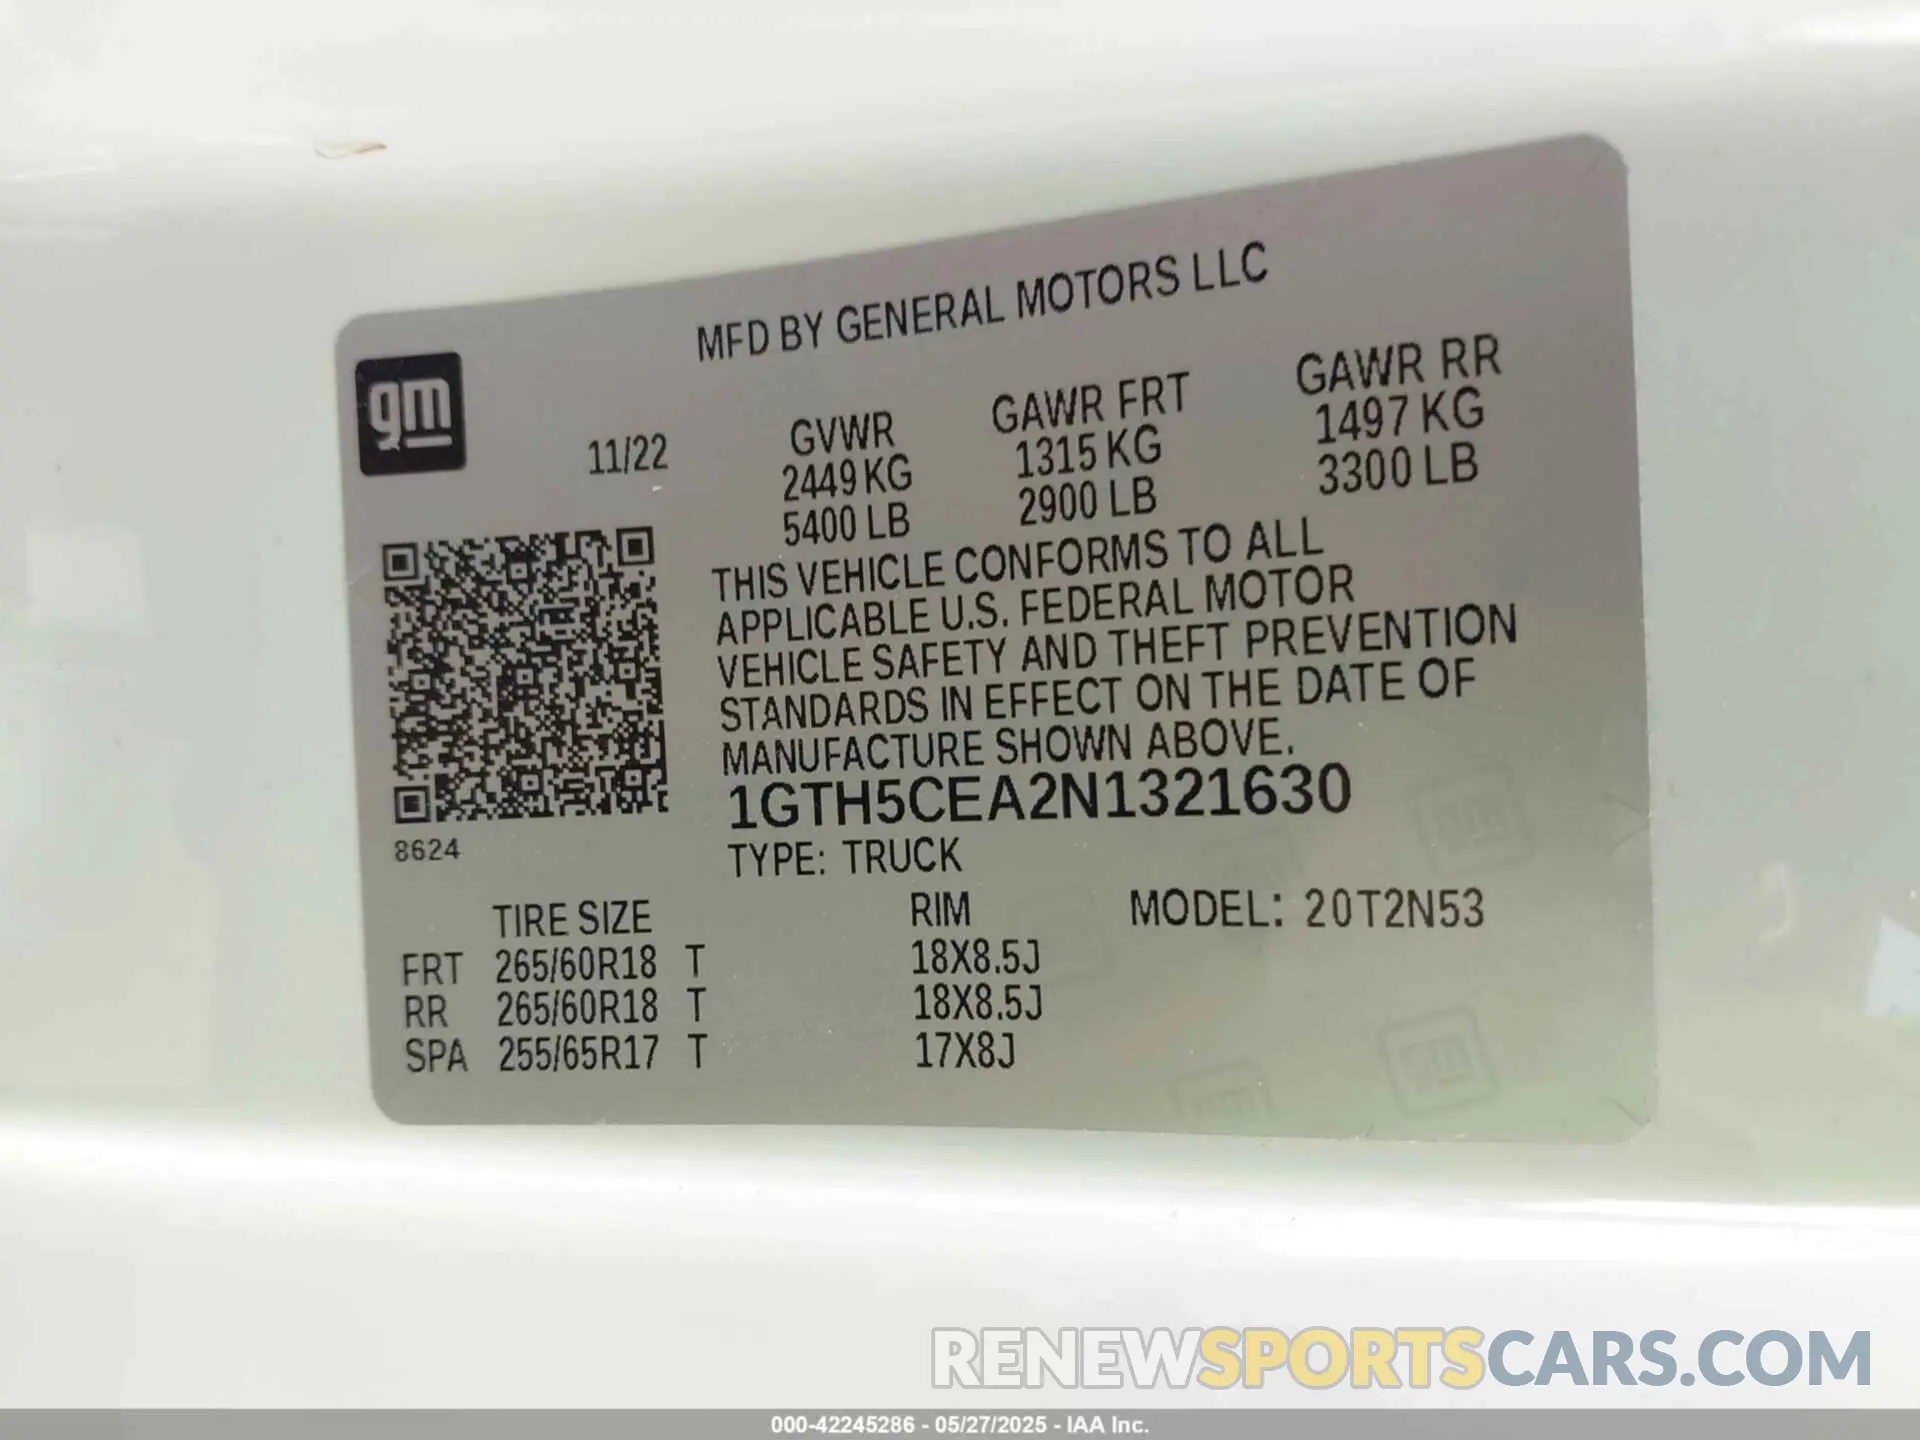 MFD BY GENERAL MOTORS LLC
gm
11/22
GVWR
2449 KG
5400 LB
GAWR FRT
1315 KG
2900 LB
GAWR RR
1497 KG
3300 LB
THIS VEHICLE CONFORMS TO ALL
APPLICABLE U.S. FEDERAL MOTOR
VEHICLE SAFETY AND THEFT PREVENTION
STANDARDS IN EFFECT ON THE DATE OF
MANUFACTURE SHOWN ABOVE.
1GTH5CEA2N1321630
8624
TYPE: TRUCK
TIRE SIZE RIM MODEL: 20T2N53
FRT 265/60R18 T 18X8.5J
RR 265/60R18 T 18X8.5J
SPA 255/65R17 T 17X8J
RENEWSPORTSCARS.COM
000-42245286 - 05/27/2025 - IAA Inc.